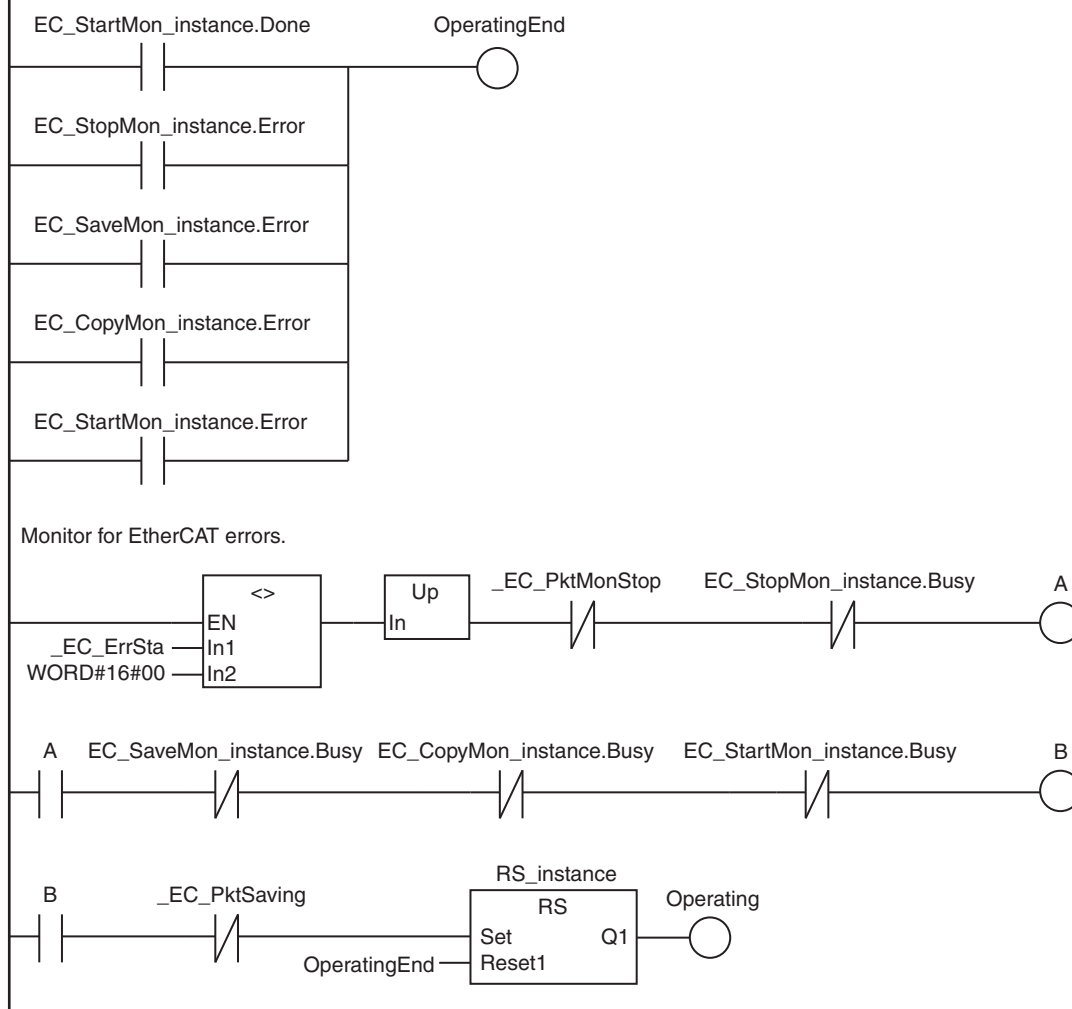 EC_StartMon_instance.Done OperatingEnd
EC_StopMon_instance.Error
EC_SaveMon_instance.Error
EC_CopyMon_instance.Error
EC_StartMon_instance.Error
Monitor for EtherCAT errors.
<> Up _EC_PktMonStop EC_StopMon_instance.Busy A
EN In
_EC_ErrSta In1
WORD#16#00 In2
A EC_SaveMon_instance.Busy EC_CopyMon_instance.Busy EC_StartMon_instance.Busy B
RS_instance
B _EC_PktSaving RS Operating
Set Q1
OperatingEnd Reset1